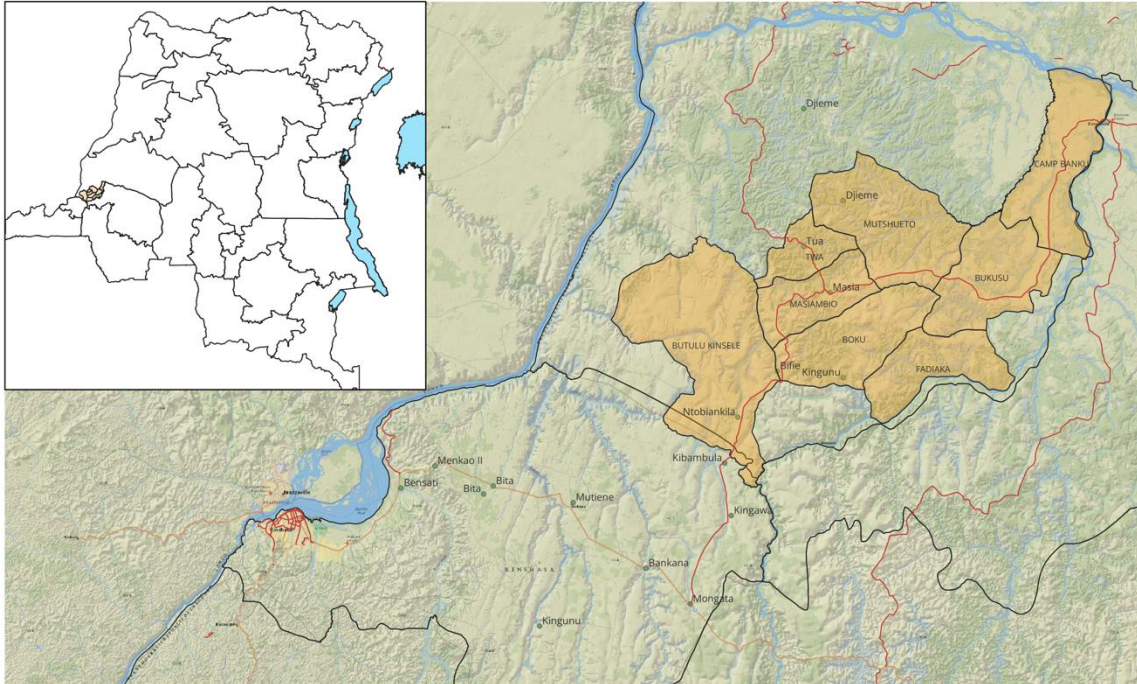 Djieme
CAMP BANKU
Djieme
MUTSHUETO
Tua
TWA
BUKUSU
Masia
MASIAMBIO
BUTULU KINSELE
BOKU
Bifie
FADIAKA
Kingunu
Ntobiankila
Kibambula
Menkao II
Bensati
Bita
Bita
Brazzaville
Mutiene
Kingawa
KINSHASA
Bankana
Mongata
Kingunu